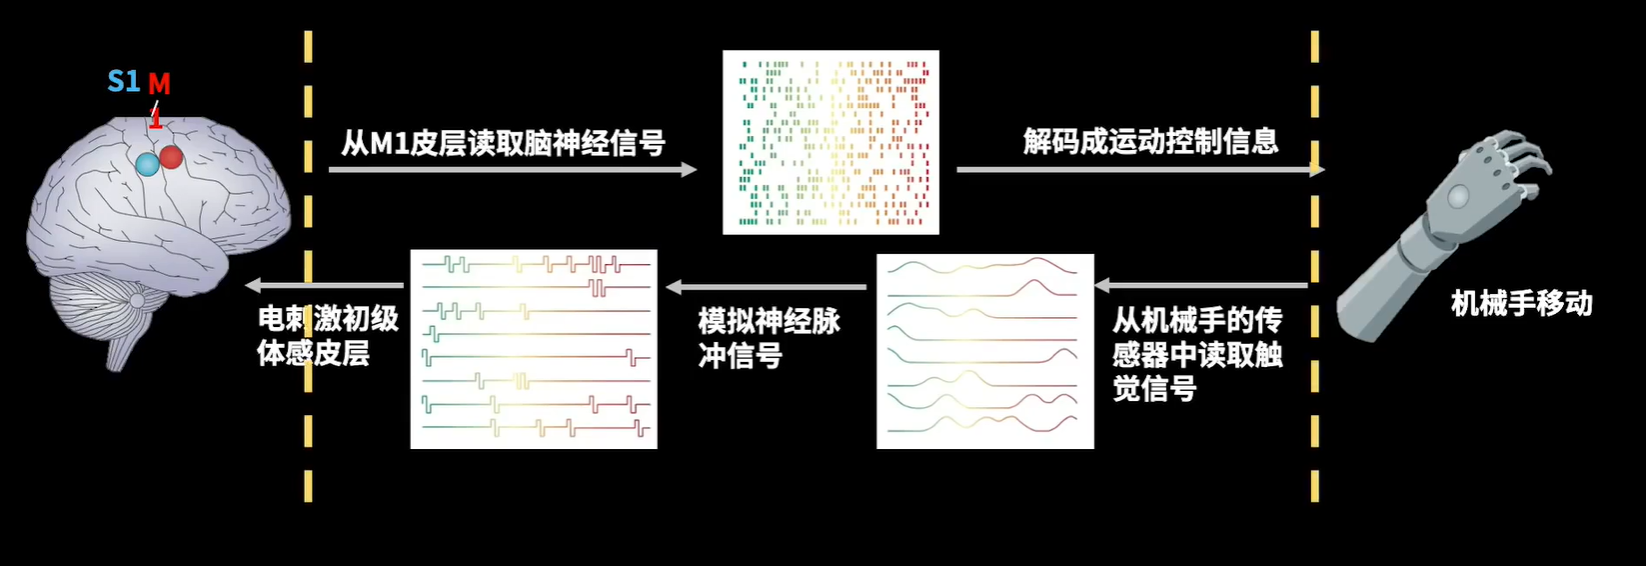 S1 M
1
从M1皮层读取脑神经信号
解码成运动控制信息
机械手移动
电刺激初级
体感皮层
模拟神经脉
冲信号
从机械手的传
感器中读取触
觉信号